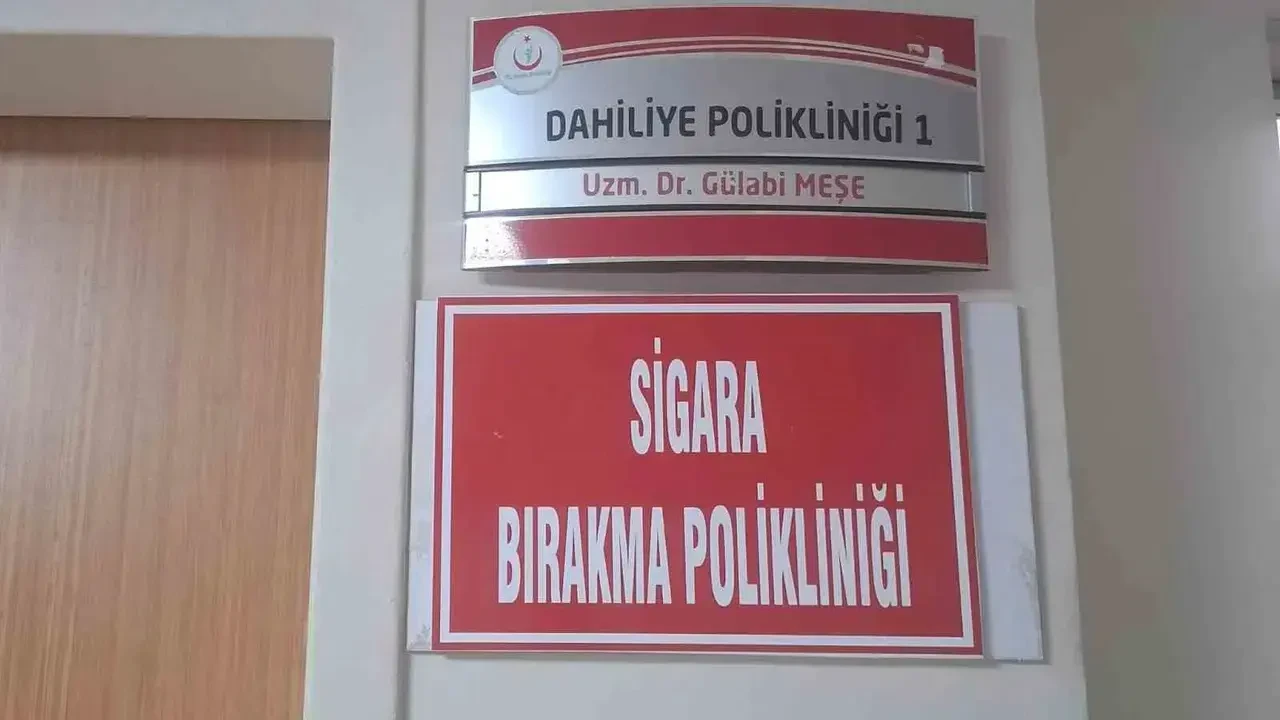 DAHİLİYE POLİKLİNİĞİ 1
Uzm. Dr. Gülabi MEŞE
SİGARA
BIRAKMA POLİKLİNİĞİ